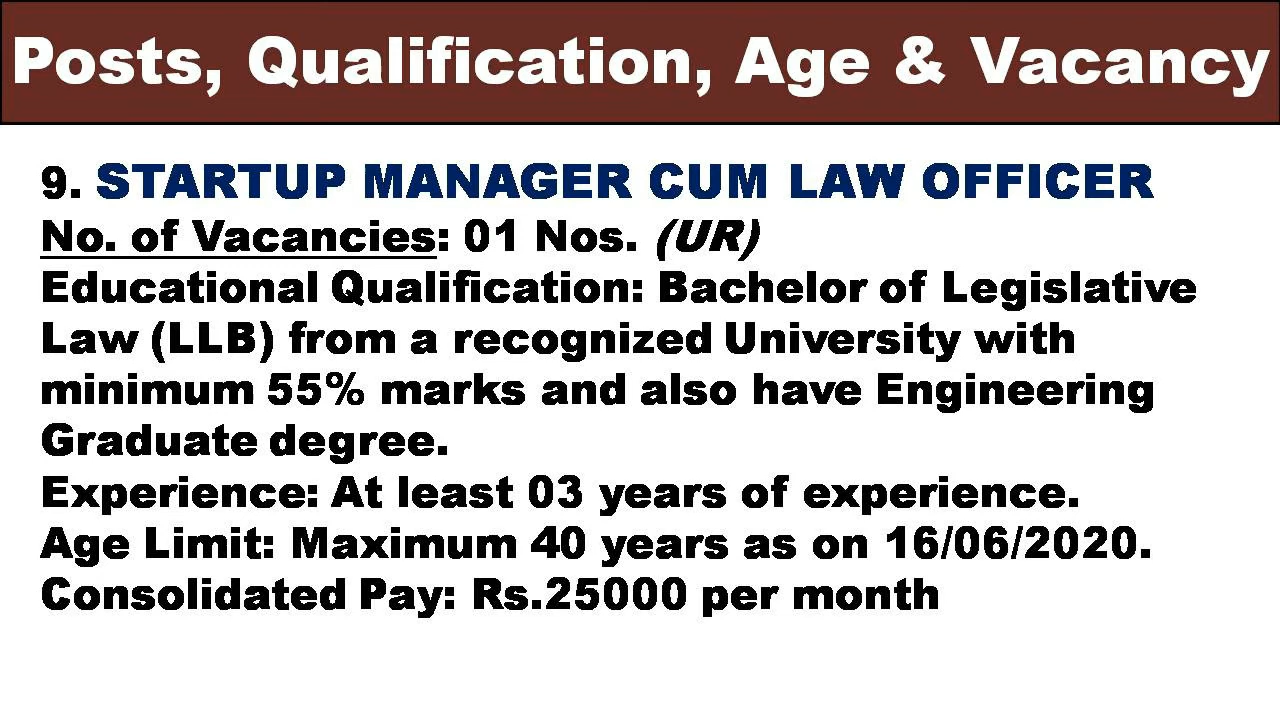 Posts, Qualification, Age & Vacancy
9. STARTUP MANAGER CUM LAW OFFICER
No. of Vacancies: 01 Nos. (UR)
Educational Qualification: Bachelor of Legislative
Law (LLB) from a recognized University with
minimum 55% marks and also have Engineering
Graduate degree.
Experience: At least 03 years of experience.
Age Limit: Maximum 40 years as on 16/06/2020.
Consolidated Pay: Rs.25000 per month